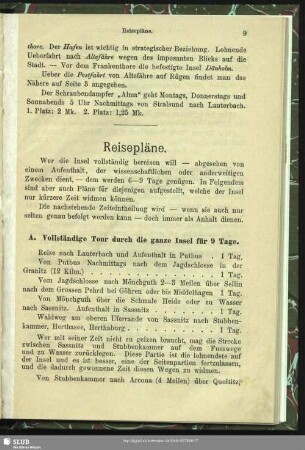 Reisepläne.
9
thore. Der Hafen ist wichtig in strategischer Beziehung. Lohnende
Ueberfahrt nach Altefähre wegen des imposanten Blicks auf die
Stadt. — Vor dem Frankenthore die befestigte Insel Dänholm.
Ueber die Postfahrt von Altefähre auf Rügen findet man das
Nähere auf Seite 5 angegeben.
Der Schraubendampfer „Alma“ geht Montags, Donnerstags und
Sonnabends 5 Uhr Nachmittags von Stralsund nach Lauterbach.
1. Platz: 2 Mk. 2. Platz: 1,25 Mk.
Reisepläne.
Wer die Insel vollständig bereisen will — abgesehen von
einem Aufenthalt, der wissenschaftlichen oder anderweitigen
Zwecken dient, — dem werden 6—9 Tage genügen. In Folgendem
sind aber auch Pläne für diejenigen aufgestellt, welche der Insel
nur kürzere Zeit widmen können.
Die nachstehende Zeiteintheilung wird — wenn sie auch nur
selten genau befolgt werden kann — doch immer als Anhalt dienen.
A. Vollständige Tour durch die ganze Insel für 9 Tage.
Reise nach Lauterbach und Aufenthalt in Putbus . 1 Tag.
Von Putbus Nachmittags nach dem Jagdschlosse in der
Granitz (12 Kilm.) . . . . . . . . 1 Tag.
Vom Jagdschlosse nach Mönchguth 2—3 Meilen über Sellin
nach dem Grossen Pehrd bei Göhren oder bis Middelhagen 1 Tag.
Von Mönchguth über die Schmale Heide oder zu Wasser
nach Sassnitz. Aufenthalt in Sassnitz . . . . 1 Tag.
Waldweg am oberen Uferrande von Sassnitz nach Stubben-
kammer, Herthasee, Herthaburg . . . . . 1 Tag.
Wer mit seiner Zeit nicht zu geizen braucht, mag die Strecke
zwischen Sassnitz und Stubbenkammer auf dem Fusswege
und zu Wasser zurücklegen. Diese Partie ist die lohnendste auf
der Insel und es ist besser, eine der Seitenpartien fortzulassen,
und die dadurch gewonnene Zeit diesen Wegen zu widmen.
Von Stubbenkammer nach Arcona (4 Meilen) über Quoltitz,
SLUB